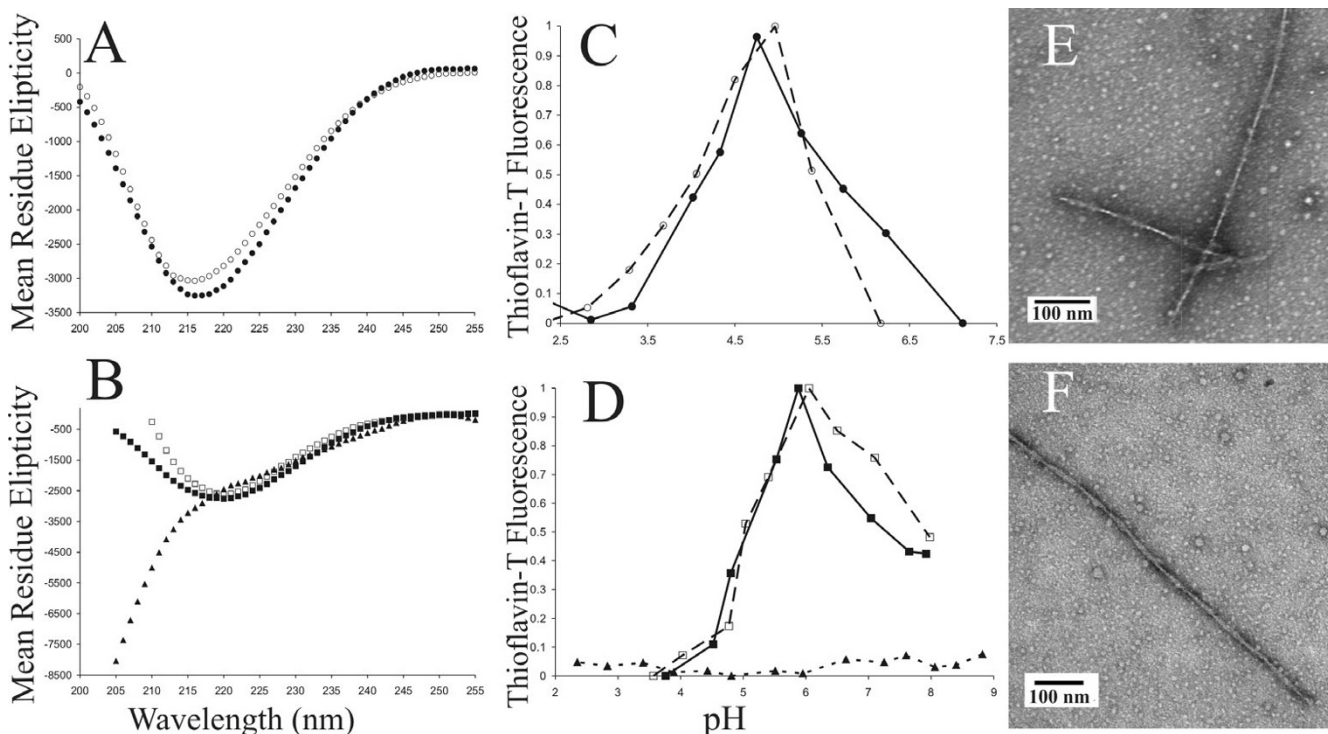 A
Mean Residue Elipticity
500
0
-500
-1000
-1500
-2000
-2500
-3000
-3500
200 205 210 215 220 225 230 235 240 245 250 255
B
Mean Residue Elipticity
-500
-1500
-2500
-3500
-4500
-5500
-6500
-7500
-8500
200 205 210 215 220 225 230 235 240 245 250 255
Wavelength (nm)
C
Thioflavin-T Fluorescence
1
0.9
0.8
0.7
0.6
0.5
0.4
0.3
0.2
0.1
0
2.5 3.5 4.5 5.5 6.5 7.5
D
Thioflavin-T Fluorescence
1
0.9
0.8
0.7
0.6
0.5
0.4
0.3
0.2
0.1
0
2 3 4 5 6 7 8 9
pH
E
100 nm
F
100 nm